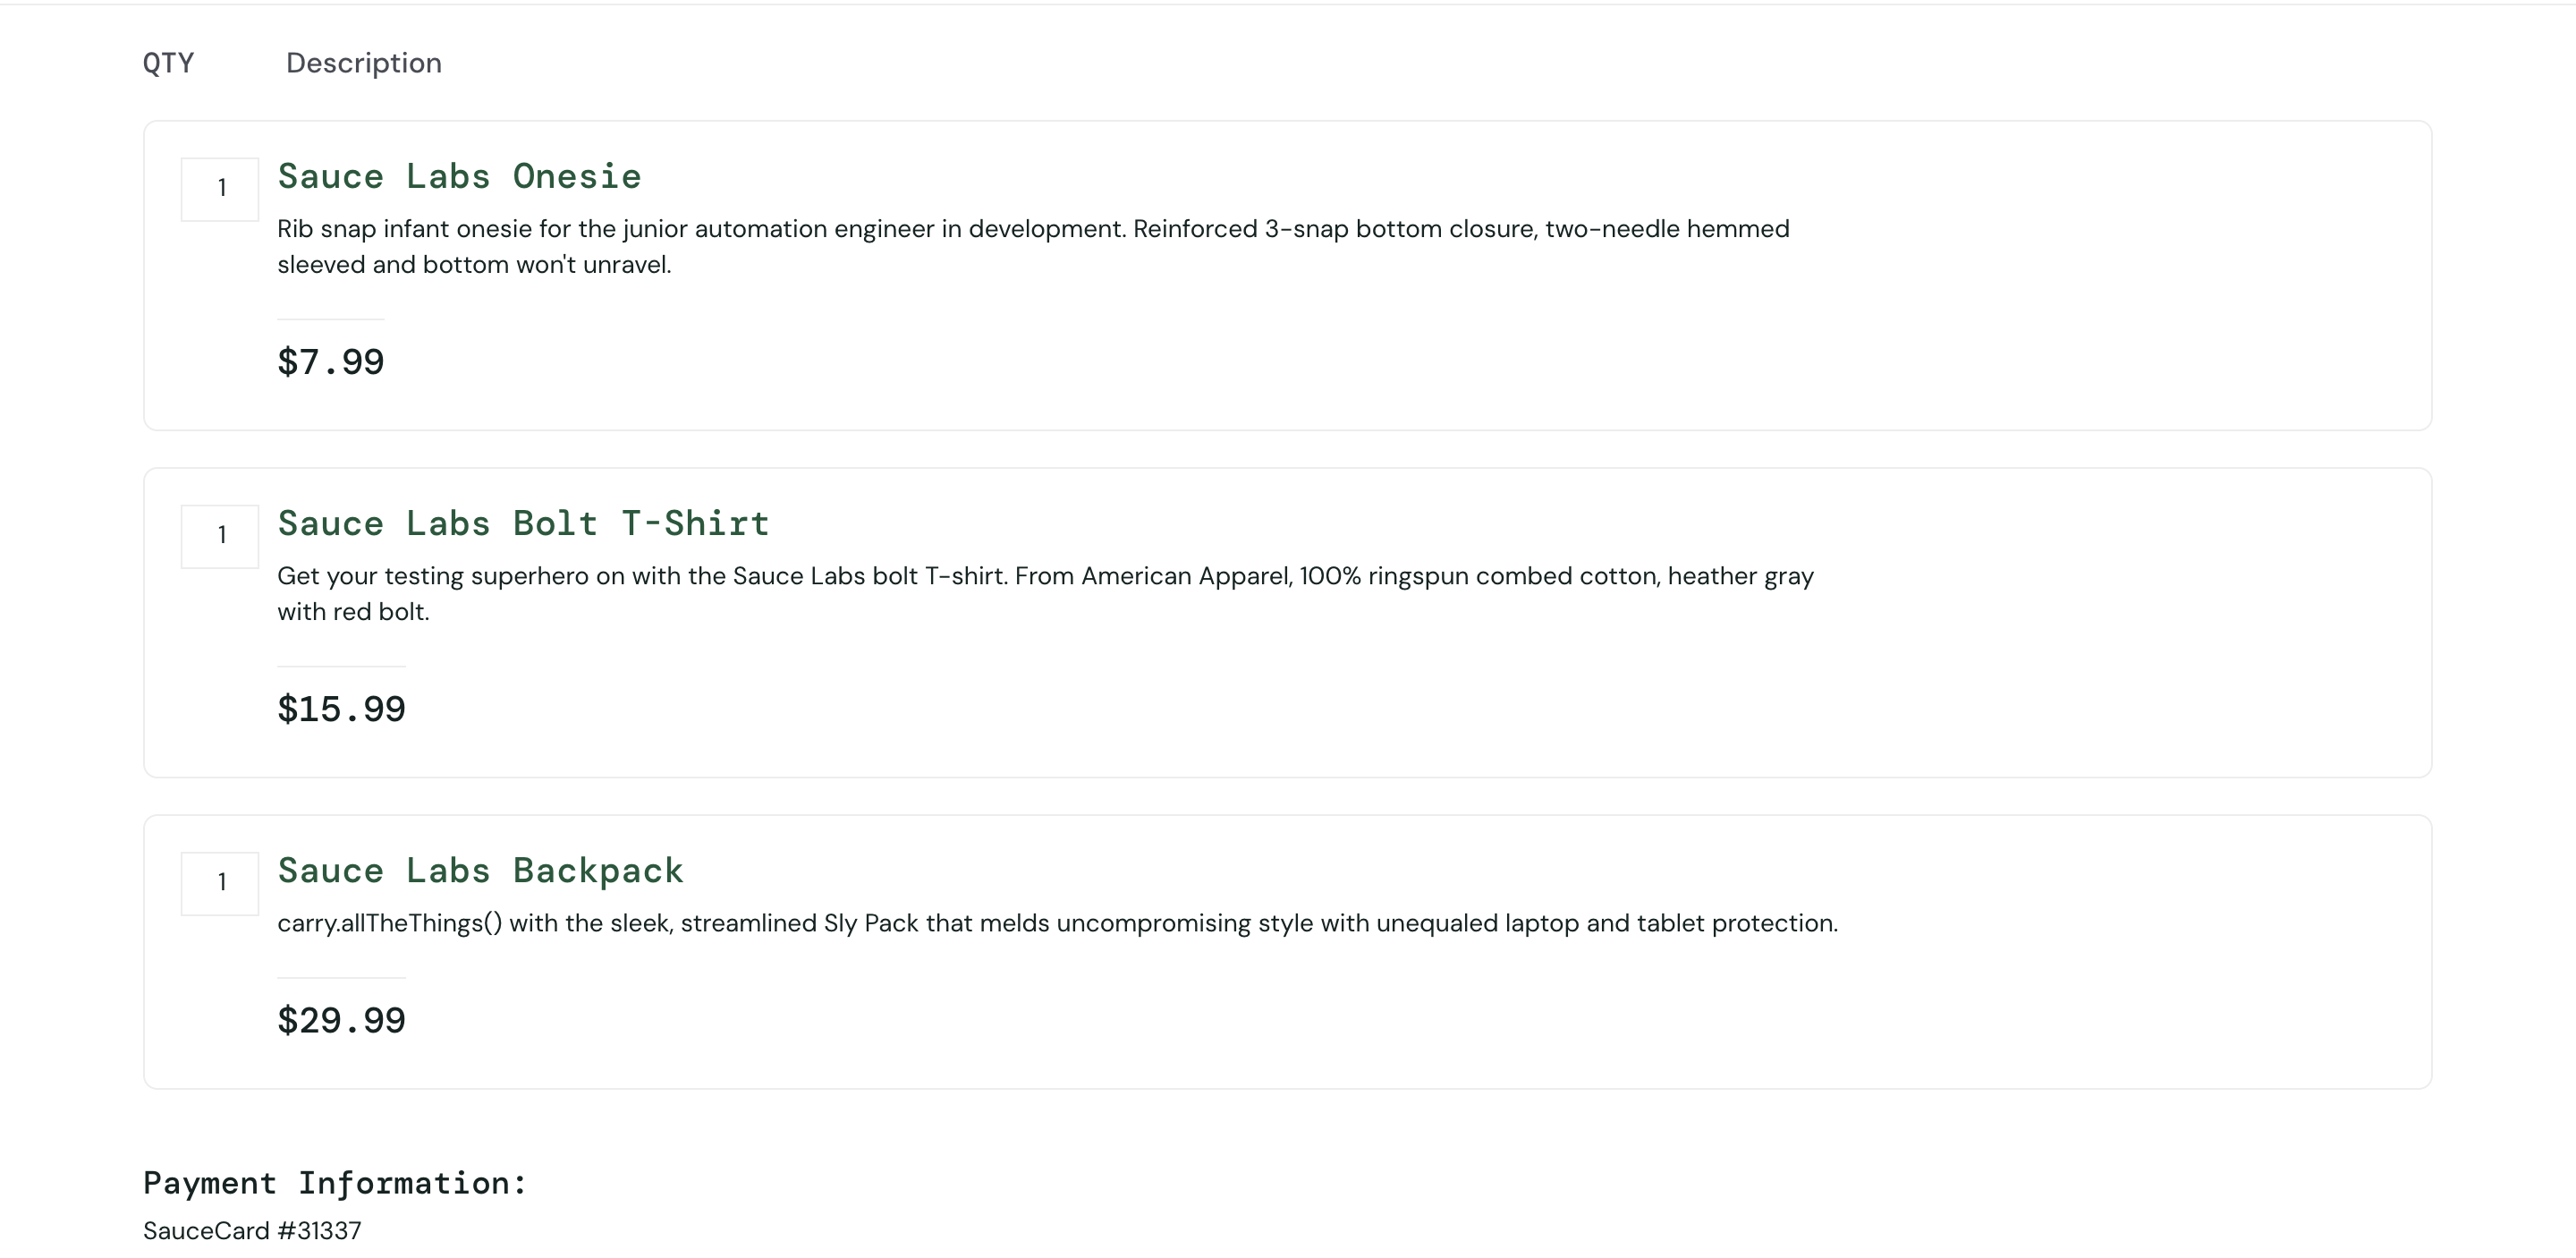 QTY Description
1 Sauce Labs Onesie
Rib snap infant onesie for the junior automation engineer in development. Reinforced 3-snap bottom closure, two-needle hemmed
sleeved and bottom won't unravel.
$7.99
1 Sauce Labs Bolt T-Shirt
Get your testing superhero on with the Sauce Labs bolt T-shirt. From American Apparel, 100% ringspun combed cotton, heather gray
with red bolt.
$15.99
1 Sauce Labs Backpack
carry.allTheThings() with the sleek, streamlined Sly Pack that melds uncompromising style with unequaled laptop and tablet protection.
$29.99
Payment Information:
SauceCard #31337